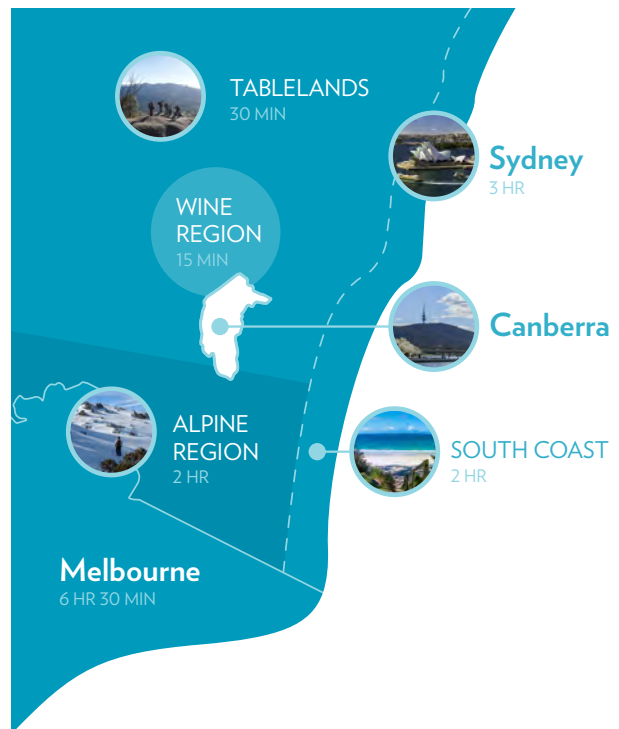 TABLELANDS
30 MIN
Sydney
3 HR
WINE
REGION
15 MIN
Canberra
ALPINE
REGION
2 HR
SOUTH COAST
2 HR
Melbourne
6 HR 30 MIN